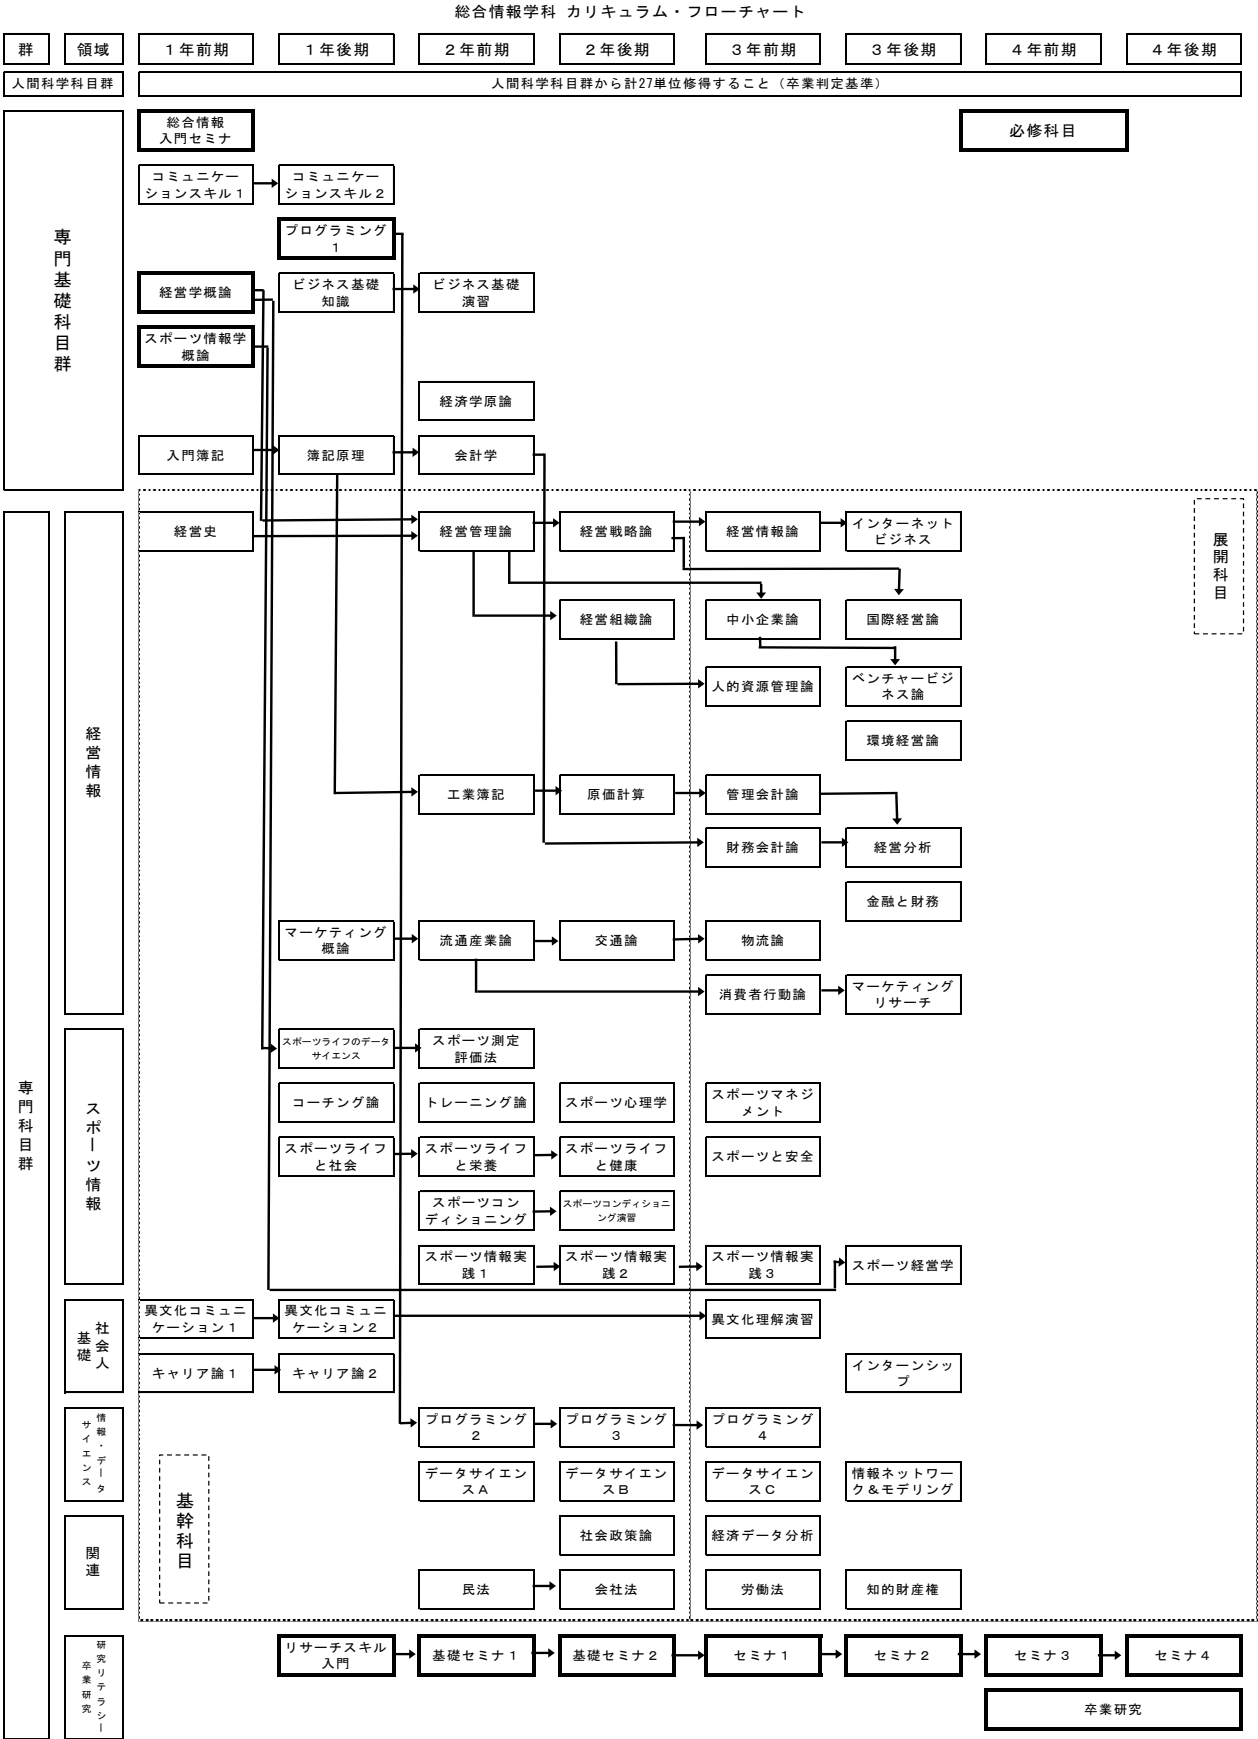 総合情報学科 カリキュラム・フローチャート
群
領域
１年前期
１年後期
２年前期
２年後期
３年前期
３年後期
４年前期
４年後期
人間科学科目群
人間科学科目群から計27単位修得すること（卒業判定基準）
専門基礎科目群
総合情報
入門セミナ
必修科目
コミュニケー
ションスキル１
コミュニケー
ションスキル２
プログラミング
１
経営学概論
ビジネス基礎
知識
ビジネス基礎
演習
スポーツ情報学
概論
経済学原論
入門簿記
簿記原理
会計学
専門科目群
経営情報
展開科目
経営史
経営管理論
経営戦略論
経営情報論
インターネット
ビジネス
経営組織論
中小企業論
国際経営論
人的資源管理論
ベンチャービジ
ネス論
環境経営論
工業簿記
原価計算
管理会計論
財務会計論
経営分析
金融と財務
マーケティング
概論
流通産業論
交通論
物流論
消費者行動論
マーケティング
リサーチ
スポーツ情報
スポーツライフのデータ
サイエンス
スポーツ測定
評価法
コーチング論
トレーニング論
スポーツ心理学
スポーツマネジ
メント
スポーツライフ
と社会
スポーツライフ
と栄養
スポーツライフ
と健康
スポーツと安全
スポーツコン
ディショニング
スポーツコンディショニ
ング演習
スポーツ情報実
践１
スポーツ情報実
践２
スポーツ情報実
践３
スポーツ経営学
社会人
基礎
異文化コミュニ
ケーション１
異文化コミュニ
ケーション２
異文化理解演習
キャリア論１
キャリア論２
インターンシッ
プ
情報・データ
サイエンス
プログラミング
２
プログラミング
３
プログラミング
４
データサイエン
スＡ
データサイエン
スＢ
データサイエン
スＣ
情報ネットワー
ク＆モデリング
基幹科目
関連
社会政策論
経済データ分析
民法
会社法
労働法
知的財産権
研究リテラシー
卒業研究
リサーチスキル
入門
基礎セミナ１
基礎セミナ２
セミナ１
セミナ２
セミナ３
セミナ４
卒業研究